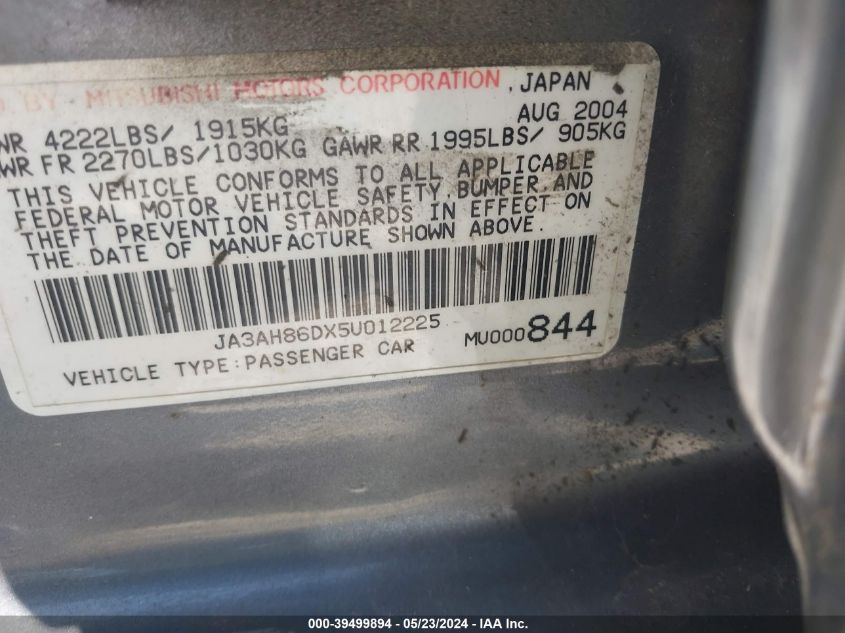 D BY MITSUBISHI MOTORS CORPORATION, JAPAN
AUG 2004
WR 4222LBS/ 1915KG
WR FR 2270LBS/1030KG GAWR RR 1995LBS/ 905KG
THIS VEHICLE CONFORMS TO ALL APPLICABLE
FEDERAL MOTOR VEHICLE SAFETY, BUMPER, AND
THEFT PREVENTION STANDARDS IN EFFECT ON
THE DATE OF MANUFACTURE SHOWN ABOVE.
JA3AH86DX5U012225
MU000844
VEHICLE TYPE: PASSENGER CAR
000-39499894 - 05/23/2024 - IAA Inc.